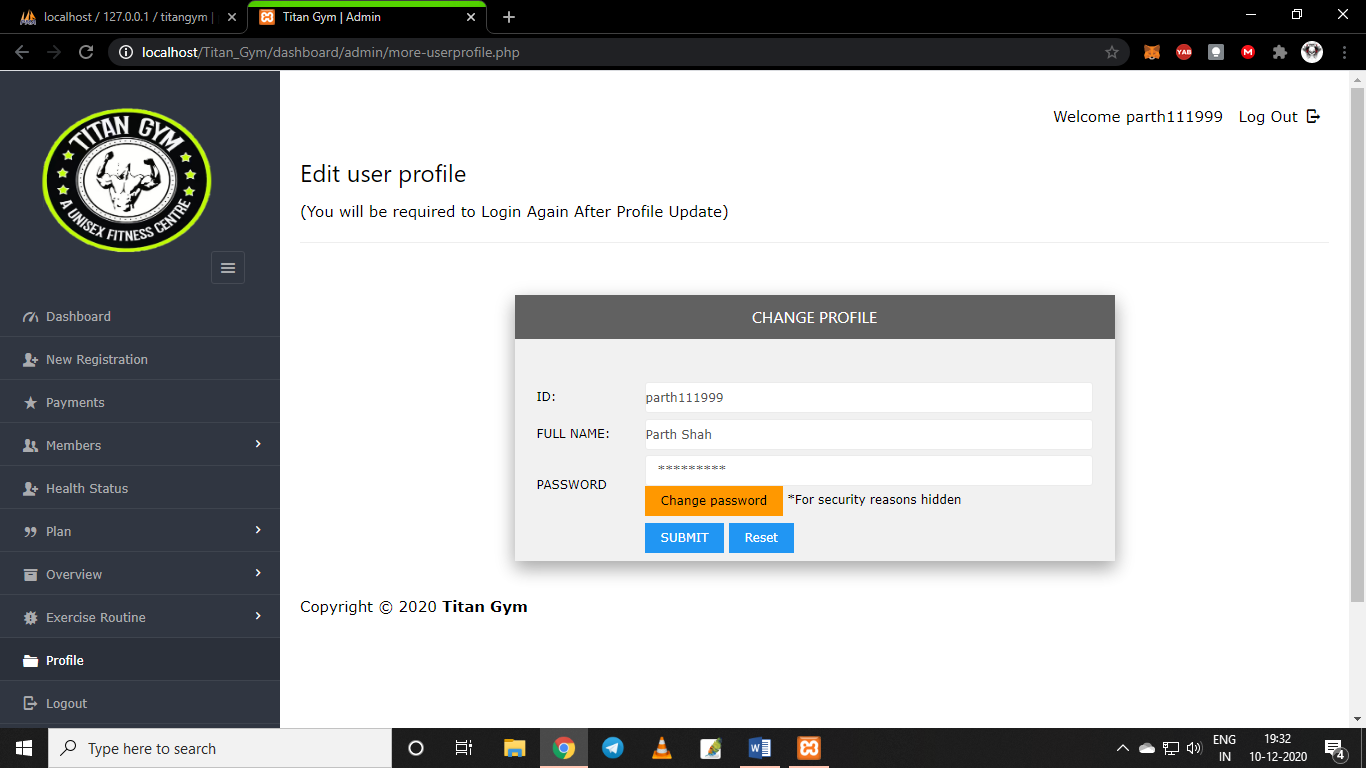 localhost / 127.0.0.1 / titangym |
Titan Gym | Admin
localhost/Titan_Gym/dashboard/admin/more-userprofile.php
YAB
M
TITAN GYM
A UNISEX FITNESS CENTRE
Welcome parth111999 Log Out
Edit user profile
(You will be required to Login Again After Profile Update)
Dashboard
New Registration
Payments
Members
Health Status
Plan
Overview
Exercise Routine
Profile
Logout
CHANGE PROFILE
ID: parth111999
FULL NAME: Parth Shah
PASSWORD *********
Change password *For security reasons hidden
SUBMIT Reset
Copyright © 2020 Titan Gym
Type here to search
ENG
IN
19:32
10-12-2020
4